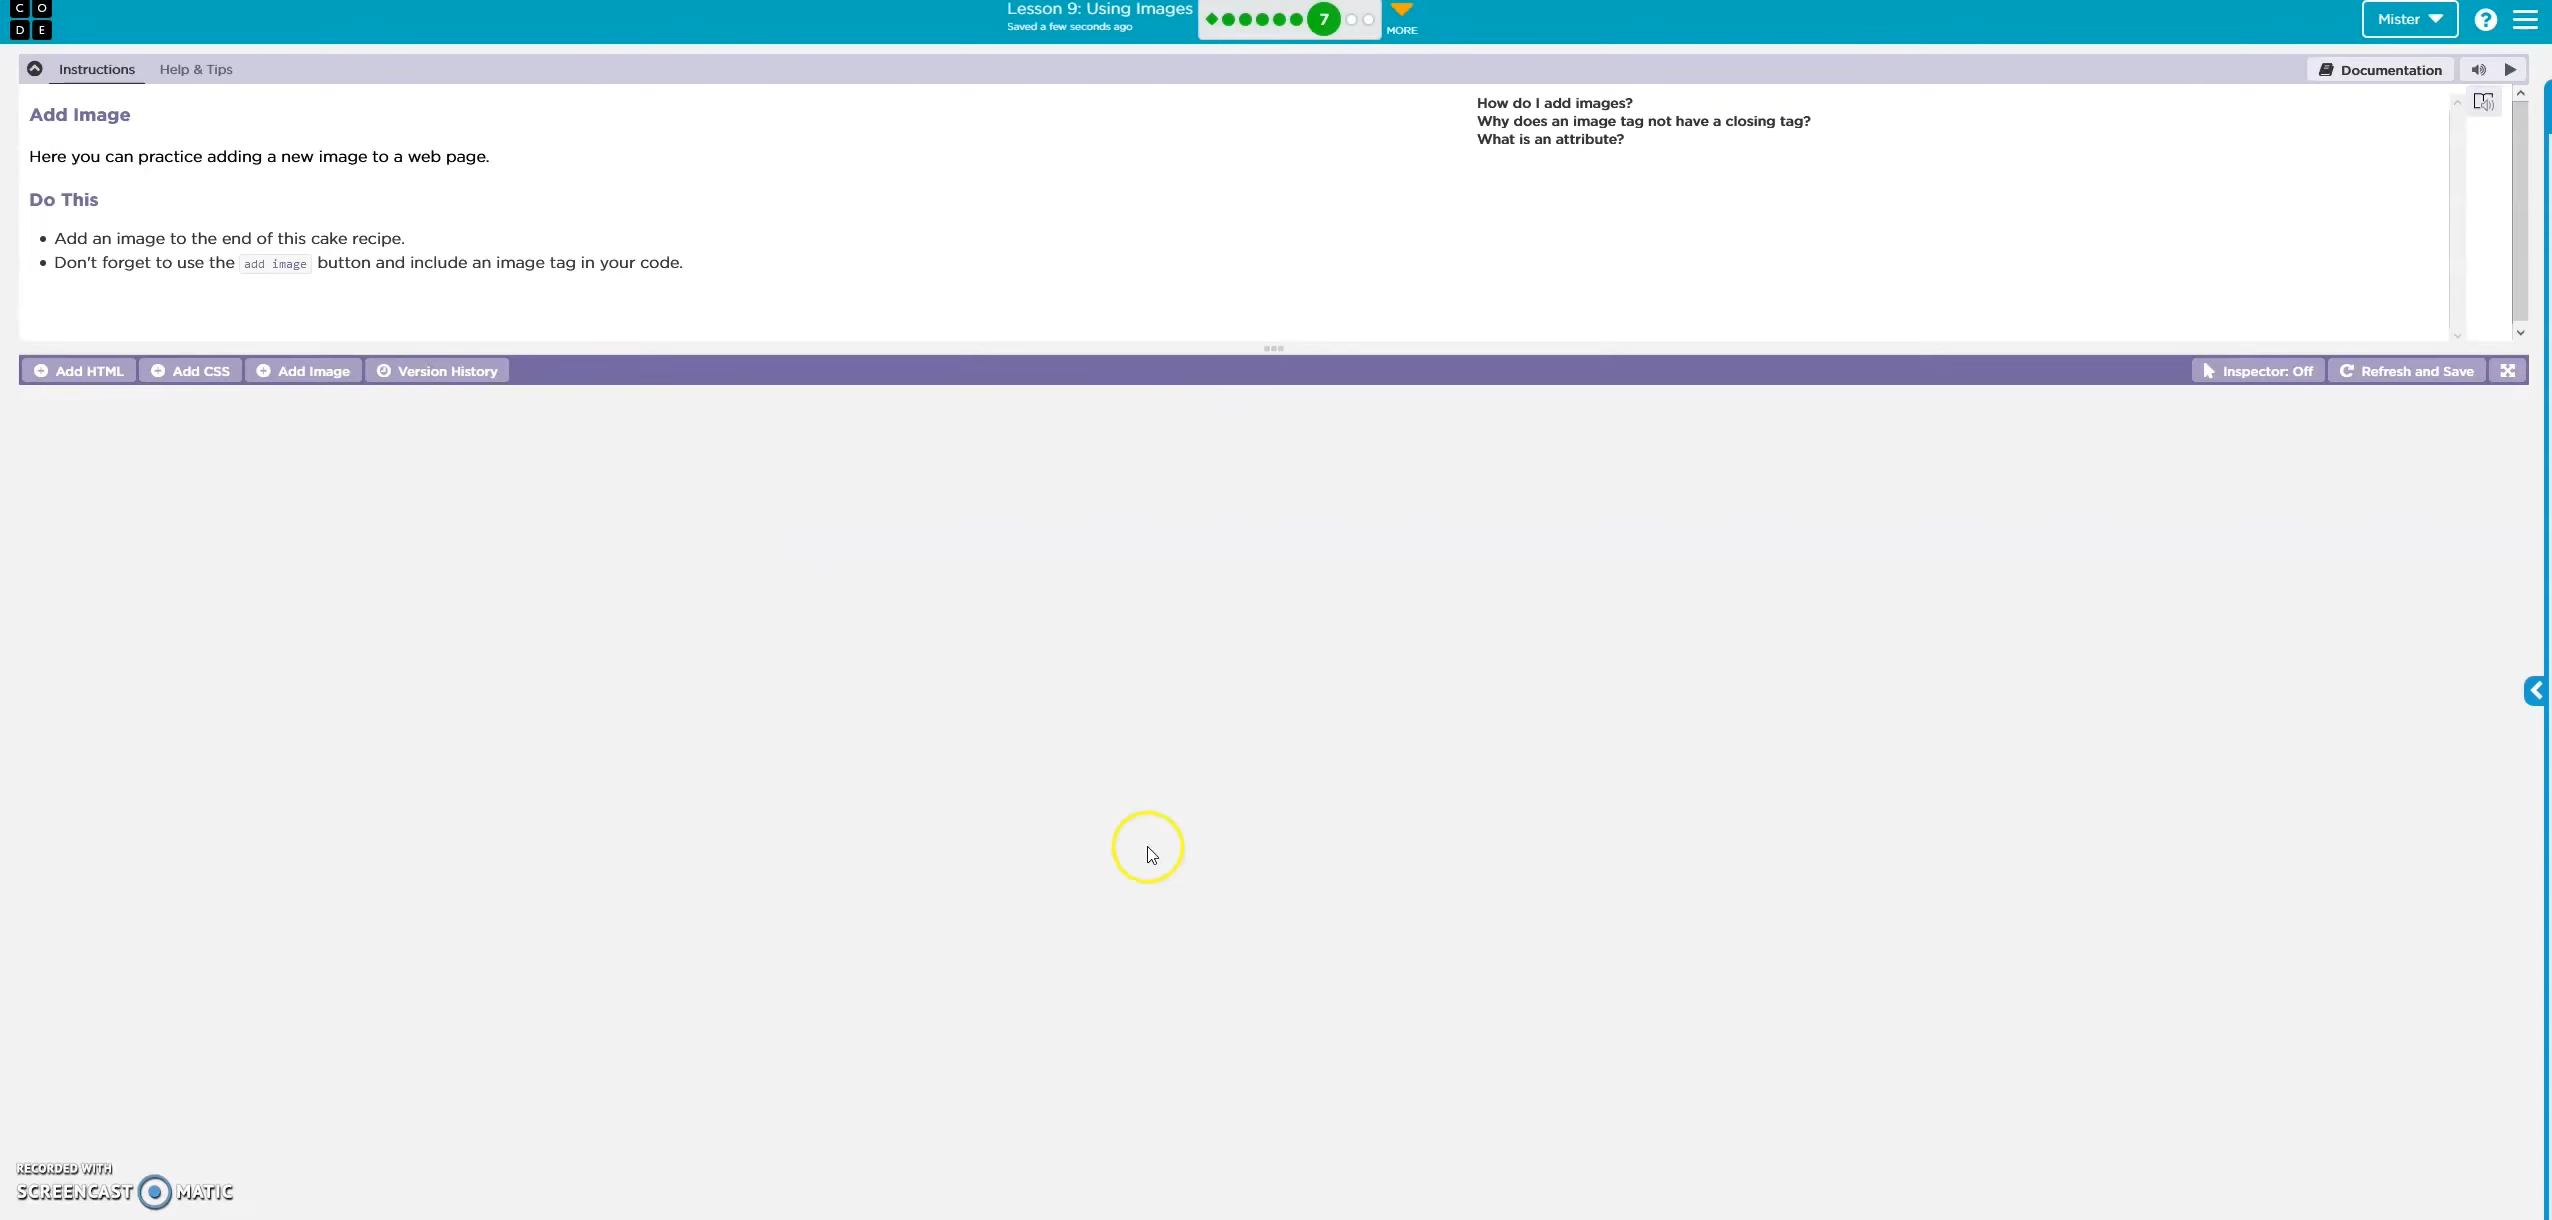 C O
D E
Lesson 9: Using Images
Saved a few seconds ago
7
MORE
Mister
?
Instructions Help & Tips
Documentation
Add Image
Here you can practice adding a new image to a web page.
Do This
• Add an image to the end of this cake recipe.
• Don't forget to use the add image button and include an image tag in your code.
How do I add images?
Why does an image tag not have a closing tag?
What is an attribute?
Add HTML Add CSS Add Image Version History
Inspector: Off Refresh and Save
RECORDED WITH
SCREENCAST MATIC